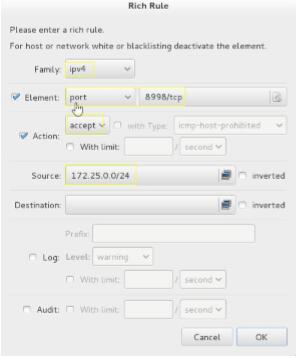 Rich Rule
Please enter a rich rule.
For host or network white or blacklisting deactivate the element.
Family: ipv4
Element: port 8998/tcp
accept with Type: icmp-host-prohibited
Action:
With limit: / second
Source: 172.25.0.0/24 inverted
Destination: inverted
Prefix:
Log: Level: warning
With limit: / second
Audit: With limit: / second
Cancel OK